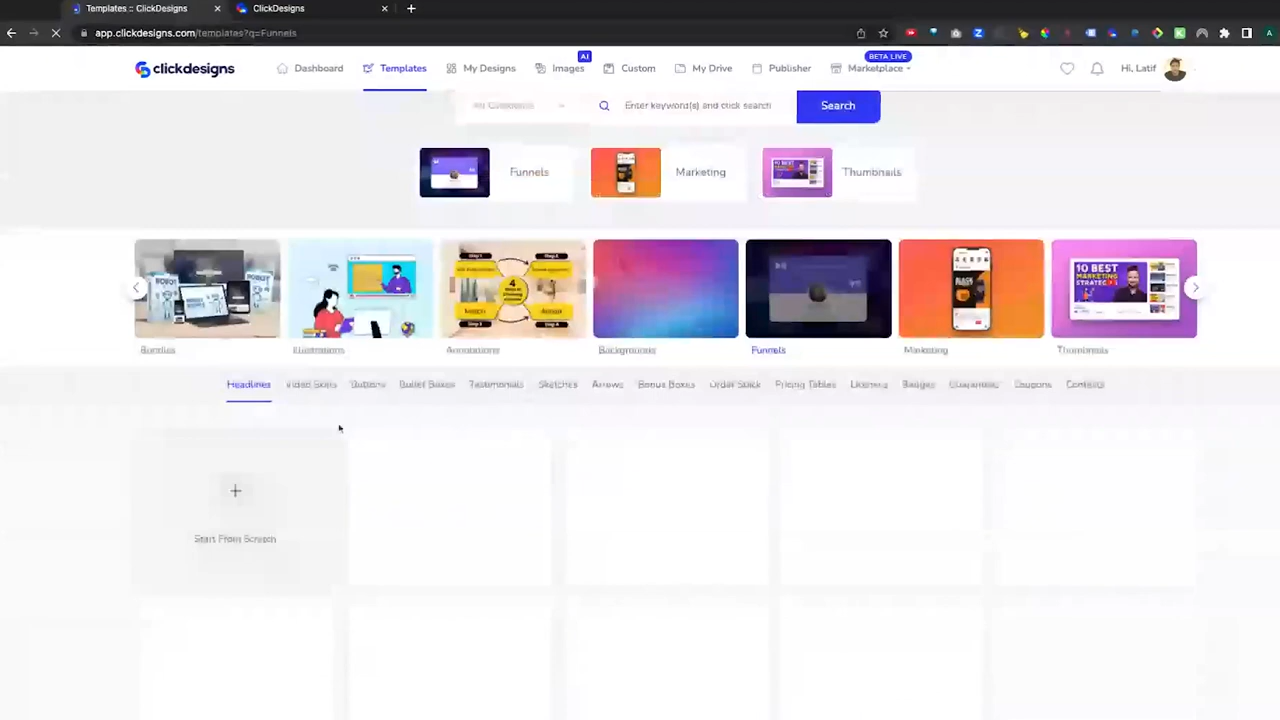 Templates :: ClickDesigns
ClickDesigns
app.clickdesigns.com/templates?q=Funnels
clickdesigns
Dashboard
Templates
My Designs
AI
Images
Custom
My Drive
Publisher
BETA LIVE
Marketplace
Hi, Latif
All Categories
Enter keyword(s) and click search
Search
Funnels
Marketing
Thumbnails
10 BEST
MARKETING
Bundles
Illustrations
Annotations
Backgrounds
Funnels
Marketing
Thumbnails
Headlines
Video Skins
Buttons
Bullet Boxes
Testimonials
Sketches
Arrows
Bonus Boxes
Order Stack
Pricing Tables
Licensing
Badges
Guarantee
Coupons
Contents
Start From Scratch